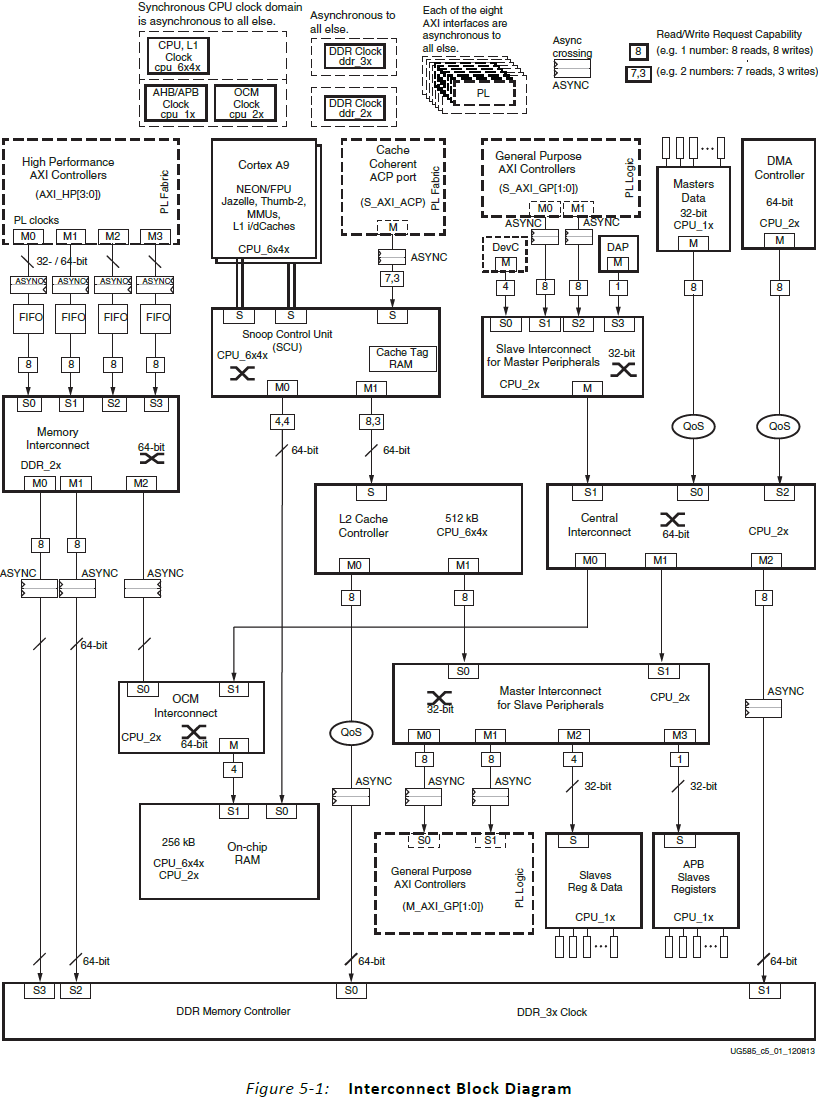 Synchronous CPU clock domain
is asynchronous to all else.
CPU, L1
Clock
cpu_6x4x
AHB/APB
Clock
cpu_1x
OCM
Clock
cpu_2x
Asynchronous to
all else.
DDR Clock
ddr_3x
DDR Clock
ddr_2x
Each of the eight
AXI interfaces are
asynchronous to
all else.
PL
Async
crossing
ASYNC
Read/Write Request Capability
8
(e.g. 1 number: 8 reads, 8 writes)
7,3
(e.g. 2 numbers: 7 reads, 3 writes)
High Performance
AXI Controllers
(AXI_HP[3:0])
PL Fabric
PL clocks
M0 M1 M2 M3
32- / 64-bit
ASYNC ASYNC ASYNC ASYNC
FIFO FIFO FIFO FIFO
8 8 8 8
S0 S1 S2 S3
Memory
Interconnect
64-bit
DDR_2x
M0 M1 M2
8 8
ASYNC ASYNC ASYNC
64-bit
Cortex A9
NEON/FPU
Jazelle, Thumb-2,
MMUs,
L1 i/dCaches
CPU_6x4x
Cache
Coherent
ACP port
(S_AXI_ACP)
PL Fabric
M
ASYNC
7,3
S S S
Snoop Control Unit
(SCU)
CPU_6x4x
Cache Tag
RAM
M0 M1
4,4 8,3
64-bit 64-bit
General Purpose
AXI Controllers
(S_AXI_GP[1:0])
PL Logic
M0 M1
ASYNC ASYNC
DevC
M
DAP
M
4 8 8 1
S0 S1 S2 S3
Slave Interconnect
for Master Peripherals
32-bit
CPU_2x
M
Masters
Data
32-bit
CPU_1x
M
8
QoS
DMA
Controller
64-bit
CPU_2x
M
8
QoS
S
L2 Cache
Controller
512 kB
CPU_6x4x
M0 M1
8 8
S1 S0 S2
Central
Interconnect
64-bit
CPU_2x
M0 M1 M2
8
ASYNC
S0 S1
OCM
Interconnect
CPU_2x
64-bit
M
4
QoS
ASYNC
S0 S1
Master Interconnect
for Slave Peripherals
32-bit
CPU_2x
M0 M1 M2 M3
8 8 4 1
ASYNC ASYNC
32-bit 32-bit
S1 S0
256 kB
On-chip
RAM
CPU_6x4x
CPU_2x
S0 S1
General Purpose
AXI Controllers
(M_AXI_GP[1:0])
PL Logic
S
Slaves
Reg & Data
CPU_1x
S
APB
Slaves
Registers
CPU_1x
64-bit 64-bit 64-bit
S3 S2 S0 S1
DDR Memory Controller
DDR_3x Clock
UG585_c5_01_120813
Figure 5-1: Interconnect Block Diagram